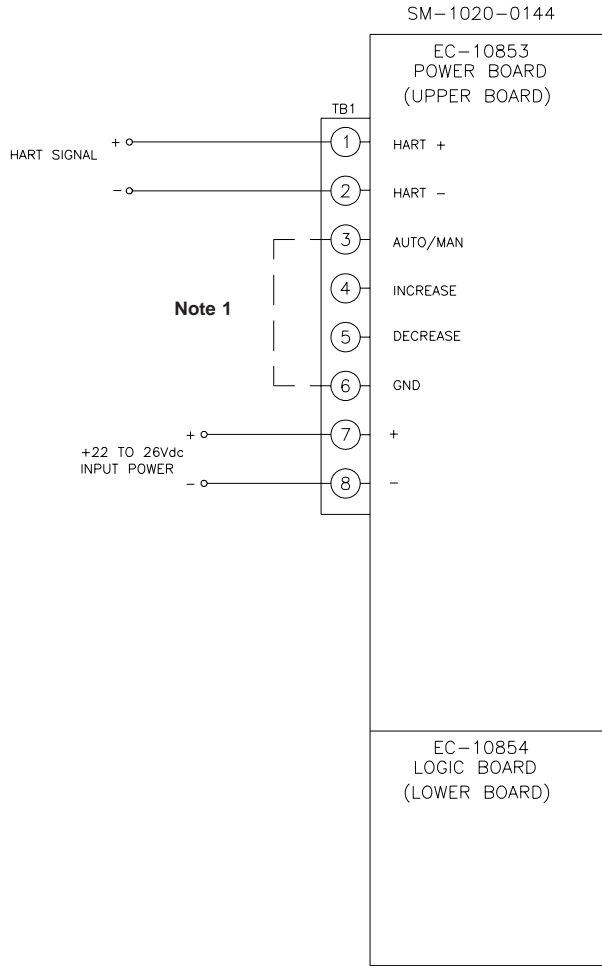 SM-1020-0144
EC-10853
POWER BOARD
(UPPER BOARD)
TB1
HART SIGNAL
+
1
HART +
-
2
HART -
3
AUTO/MAN
Note 1
4
INCREASE
5
DECREASE
6
GND
+22 TO 26Vdc
INPUT POWER
+
7
+
-
8
-
EC-10854
LOGIC BOARD
(LOWER BOARD)